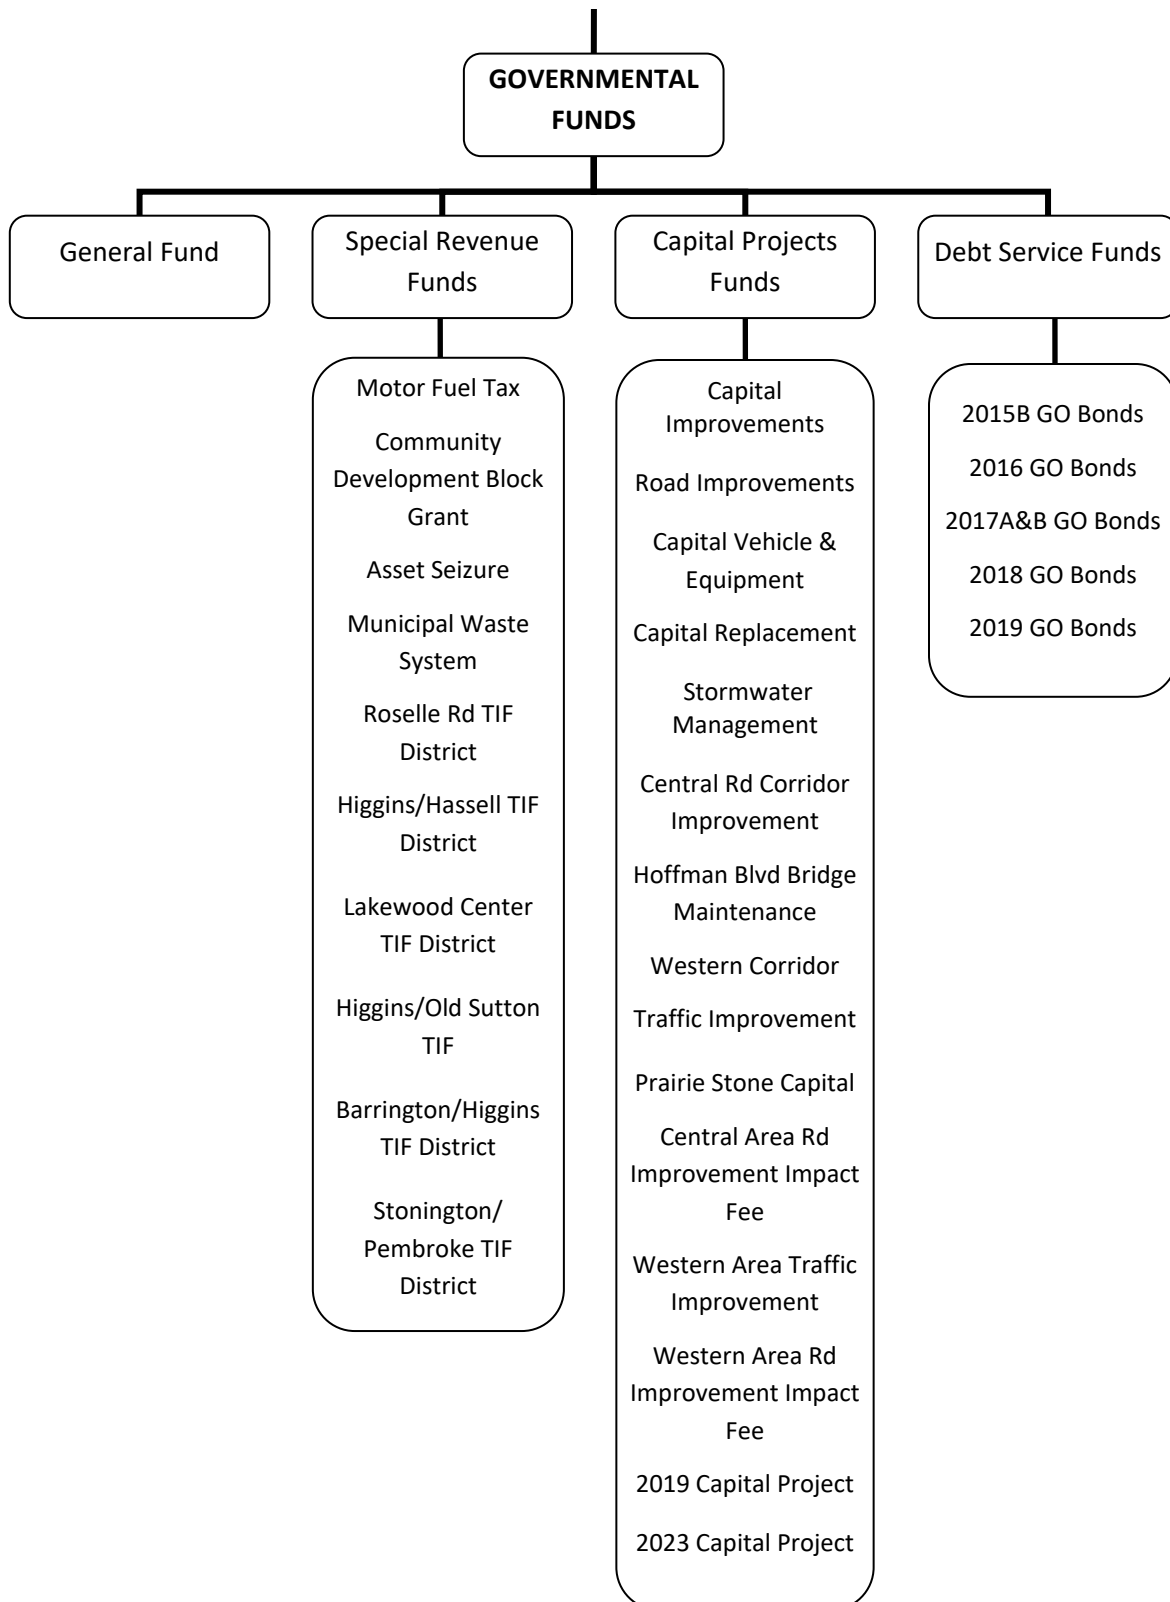 GOVERNMENTAL
FUNDS
General Fund
Special Revenue
Funds
Capital Projects
Funds
Debt Service Funds
Motor Fuel Tax
Community
Development Block
Grant
Asset Seizure
Municipal Waste
System
Roselle Rd TIF
District
Higgins/Hassell TIF
District
Lakewood Center
TIF District
Higgins/Old Sutton
TIF
Barrington/Higgins
TIF District
Stonington/
Pembroke TIF
District
Capital
Improvements
Road Improvements
Capital Vehicle &
Equipment
Capital Replacement
Stormwater
Management
Central Rd Corridor
Improvement
Hoffman Blvd Bridge
Maintenance
Western Corridor
Traffic Improvement
Prairie Stone Capital
Central Area Rd
Improvement Impact
Fee
Western Area Traffic
Improvement
Western Area Rd
Improvement Impact
Fee
2019 Capital Project
2023 Capital Project
2015B GO Bonds
2016 GO Bonds
2017A&B GO Bonds
2018 GO Bonds
2019 GO Bonds